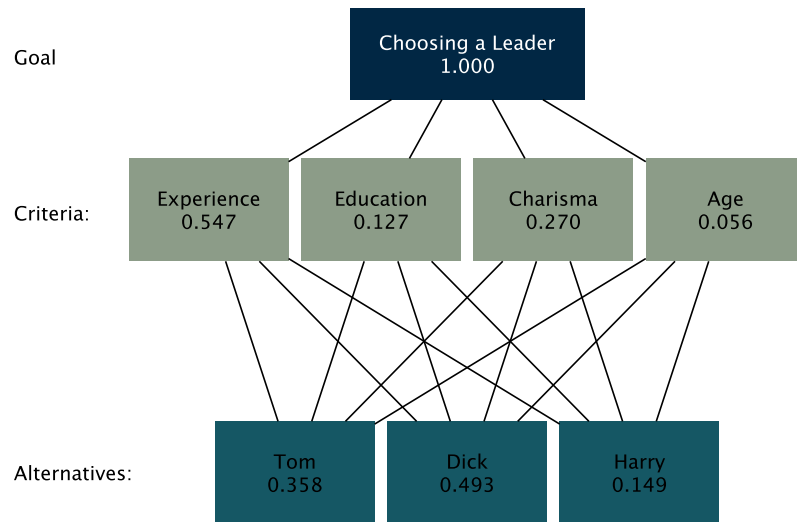 Goal
Choosing a Leader
1.000
Criteria:
Experience
0.547
Education
0.127
Charisma
0.270
Age
0.056
Alternatives:
Tom
0.358
Dick
0.493
Harry
0.149